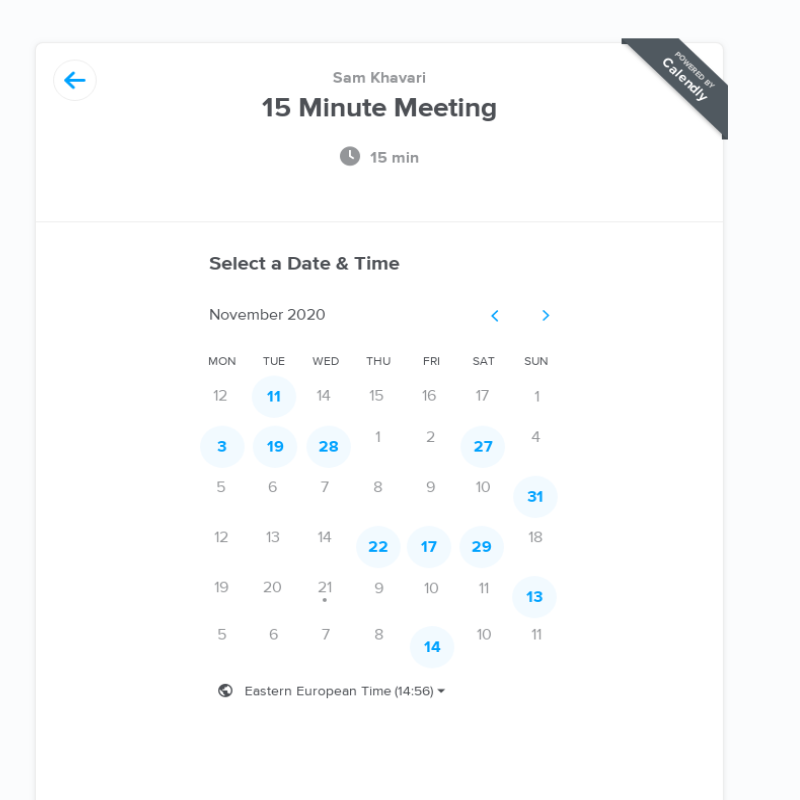 POWERED BY
Calendly
Sam Khavari
15 Minute Meeting
15 min
Select a Date & Time
November 2020
MON TUE WED THU FRI SAT SUN
12 11 14 15 16 17 1
3 19 28 1 2 27 4
5 6 7 8 9 10 31
12 13 14 22 17 29 18
19 20 21 9 10 11 13
5 6 7 8 14 10 11
Eastern European Time (14:56)